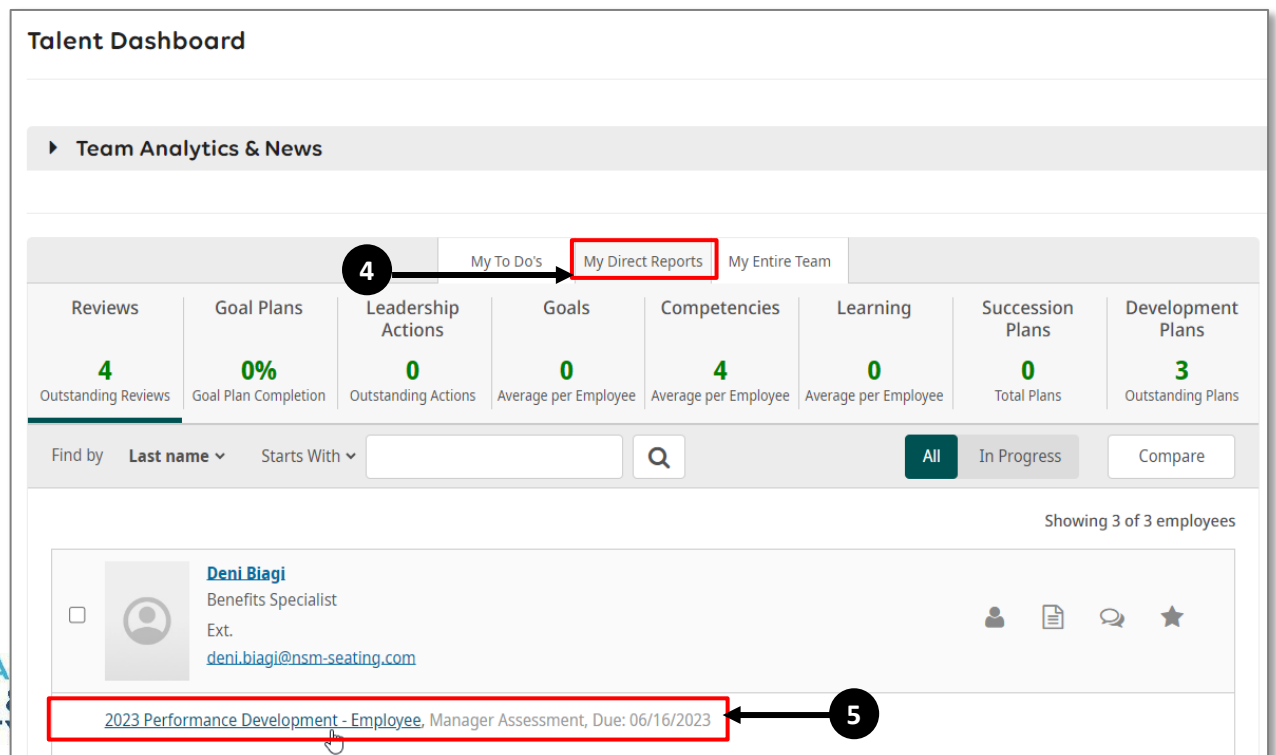 Talent Dashboard
Team Analytics & News
4
My To Do's My Direct Reports My Entire Team
Reviews Goal Plans Leadership Actions Goals Competencies Learning Succession Plans Development Plans
4 0% 0 0 4 0 0 3
Outstanding Reviews Goal Plan Completion Outstanding Actions Average per Employee Average per Employee Average per Employee Total Plans Outstanding Plans
Find by Last name Starts With All In Progress Compare
Showing 3 of 3 employees
Deni Biagi
Benefits Specialist
Ext.
deni.biagi@nsm-seating.com
2023 Performance Development - Employee, Manager Assessment, Due: 06/16/2023 5